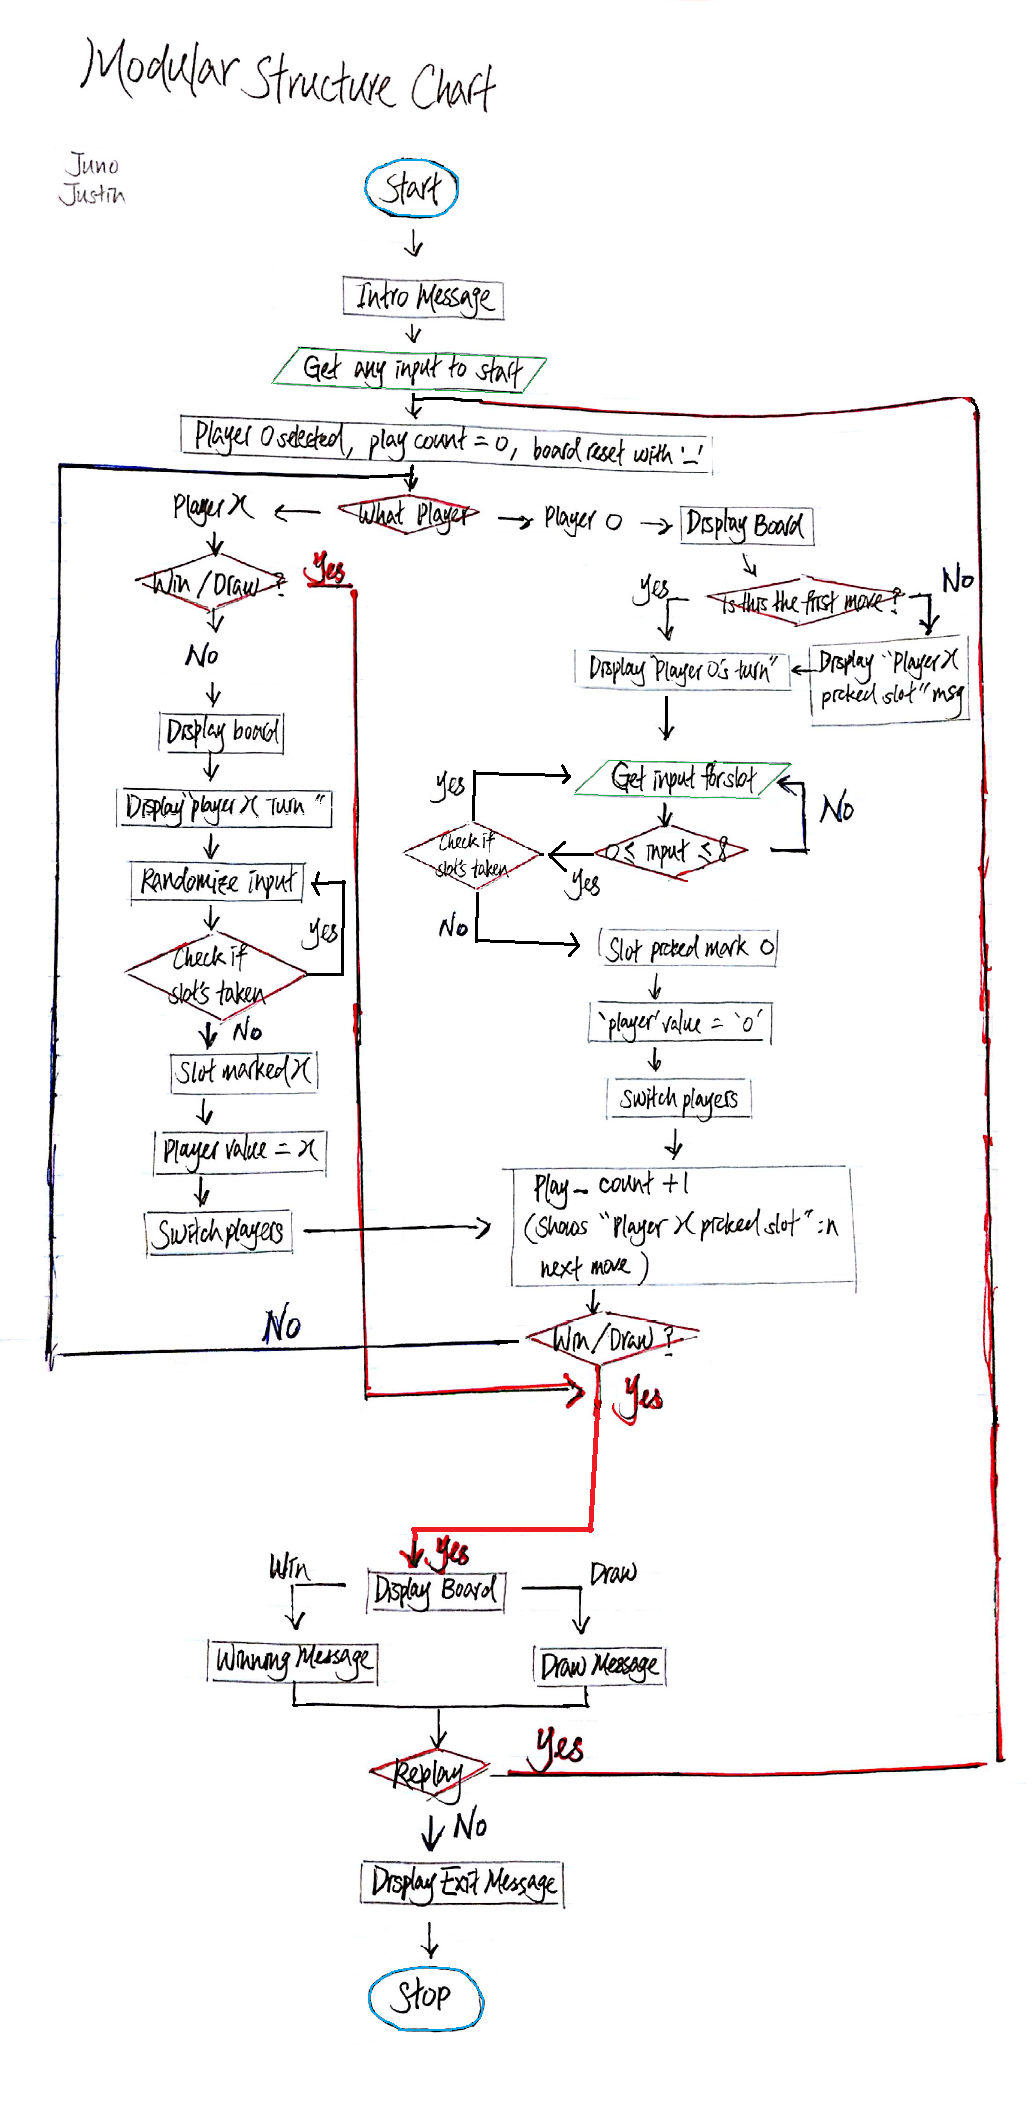 Modular Structure Chart
Juno
Justin
Start
Intro Message
Get any input to start
Player O selected, play count = 0, board reset with '_'
What Player
Player X
Player O
Display Board
Win / Draw ?
Yes
Is this the first move ?
Yes
No
No
Display "Player O's turn"
Display "Player X
picked slot" msg
Display board
Get input for slot
Yes
No
Display "player X Turn"
0 ≤ input ≤ 8
Yes
Check if
slot's taken
No
Randomize input
Yes
Check if
slot's taken
No
Slot picked mark O
'player' value = 'O'
Slot marked X
Switch players
Player value = X
Play_ count +1
(Shows "Player X picked slot" in
next move)
Switch players
Win / Draw ?
No
Yes
Yes
Display Board
Win
Draw
Winning Message
Draw Message
Replay
Yes
No
Display Exit Message
Stop